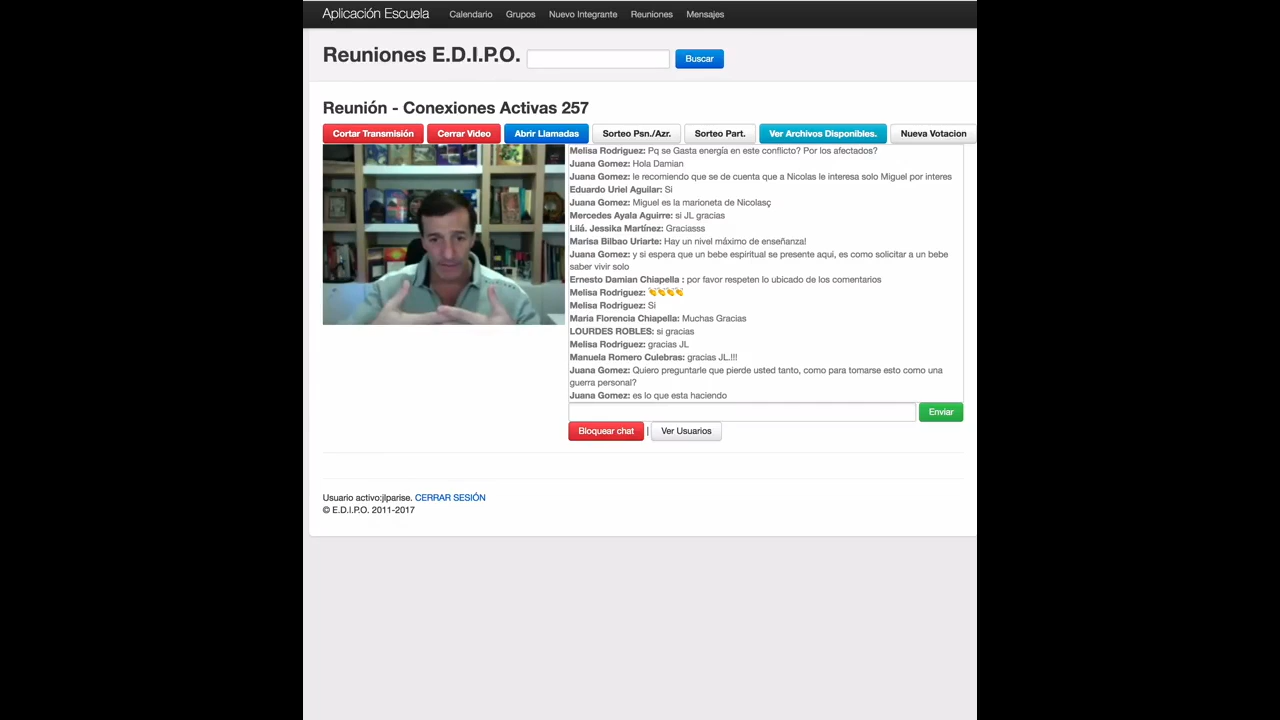 Aplicación Escuela Calendario Grupos Nuevo Integrante Reuniones Mensajes
Reuniones E.D.I.P.O. Buscar
Reunión - Conexiones Activas 257
Cortar Transmisión Cerrar Video Abrir Llamadas Sorteo Psn./Azr. Sorteo Part. Ver Archivos Disponibles. Nueva Votacion
Melisa Rodriguez: Pq se Gasta energía en este conflicto? Por los afectados?
Juana Gomez: Hola Damian
Juana Gomez: le recomiendo que se de cuenta que a Nicolas le interesa solo Miguel por interes
Eduardo Uriel Aguilar: Si
Juana Gomez: Miguel es la marioneta de Nicolasç
Mercedes Ayala Aguirre: si JL gracias
Lilá. Jessika Martínez: Graciasss
Marisa Bilbao Uriarte: Hay un nivel máximo de enseñanza!
Juana Gomez: y si espera que un bebe espiritual se presente aqui, es como solicitar a un bebe
saber vivir solo
Ernesto Damian Chiapella : por favor respeten lo ubicado de los comentarios
Melisa Rodriguez: 👏👏👏👏
Melisa Rodriguez: Si
Maria Florencia Chiapella: Muchas Gracias
LOURDES ROBLES: si gracias
Melisa Rodriguez: gracias JL
Manuela Romero Culebras: gracias JL.!!!
Juana Gomez: Quiero preguntarle que pierde usted tanto, como para tomarse esto como una
guerra personal?
Juana Gomez: es lo que esta haciendo
Enviar
Bloquear chat | Ver Usuarios
Usuario activo:jlparise. CERRAR SESIÓN
© E.D.I.P.O. 2011-2017